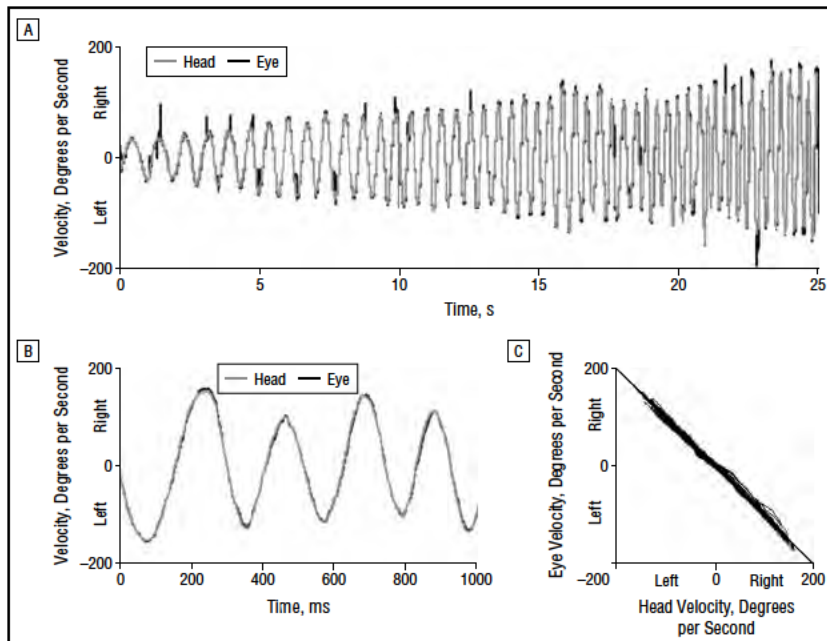 A
200
Head Eye
Velocity, Degrees per Second
Left Right
0
–200
0 5 10 15 20 25
Time, s
B
200
Head Eye
Velocity, Degrees per Second
Left Right
0
–200
0 200 400 600 800 1000
Time, ms
C
200
Eye Velocity, Degrees per Second
Left Right
0
–200
Left 0 Right 200
Head Velocity, Degrees
per Second